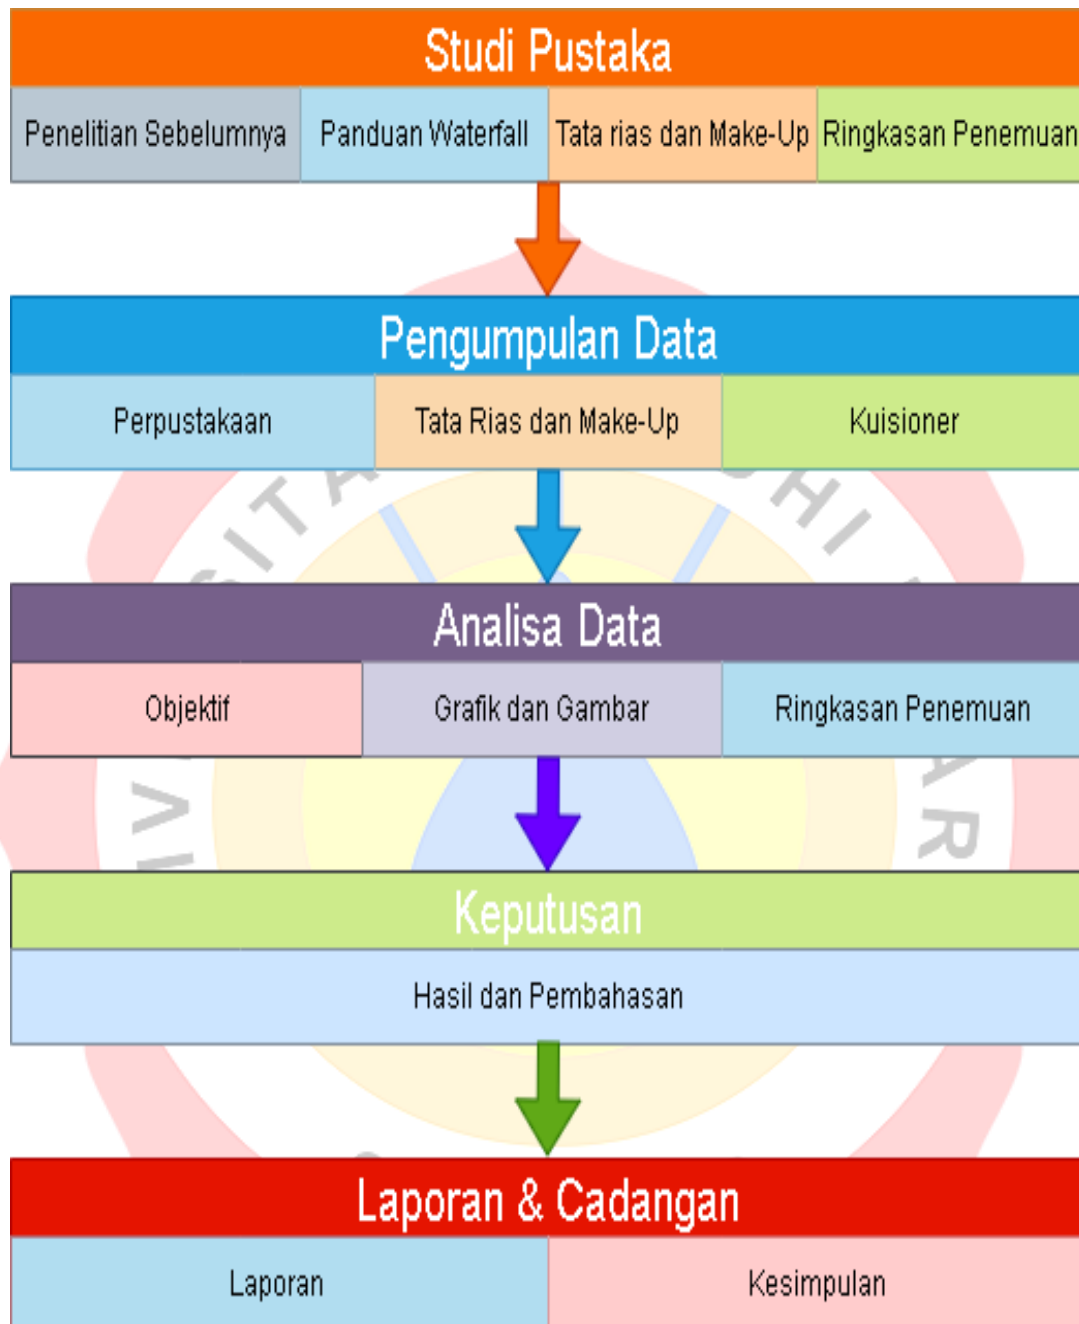 Studi Pustaka
Penelitian Sebelumnya
Panduan Waterfall
Tata rias dan Make-Up
Ringkasan Penemuan
Pengumpulan Data
Perpustakaan
Tata Rias dan Make-Up
Kuisioner
Analisa Data
Objektif
Grafik dan Gambar
Ringkasan Penemuan
Keputusan
Hasil dan Pembahasan
Laporan & Cadangan
Laporan
Kesimpulan